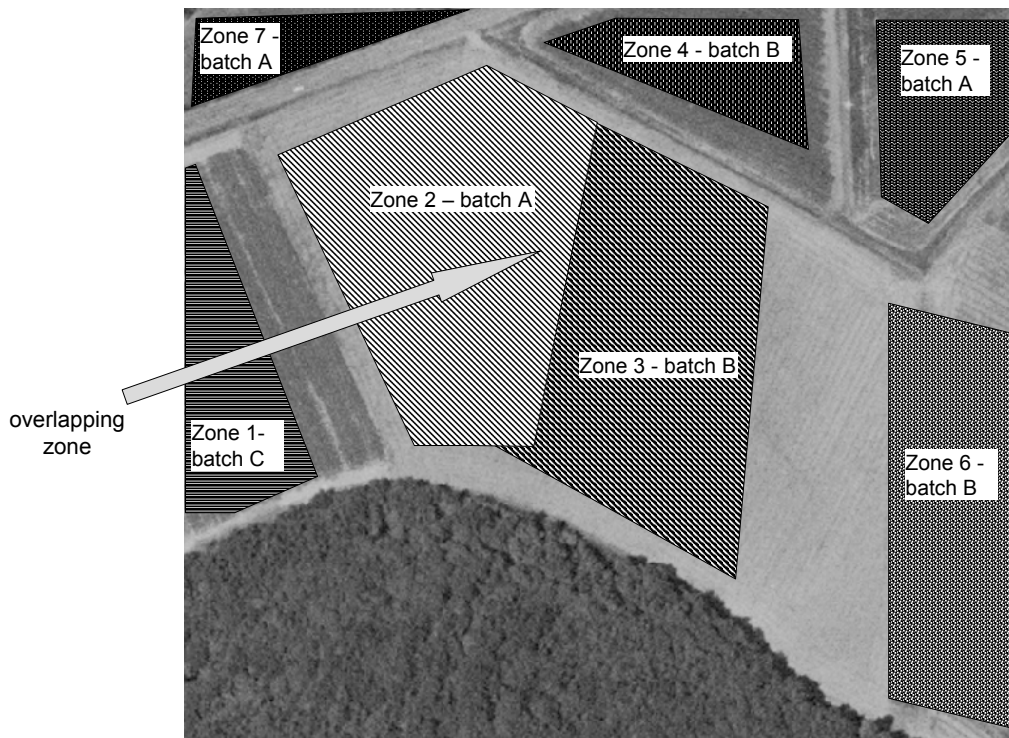 Zone 7 -
batch A
Zone 4 - batch B
Zone 5 -
batch A
Zone 2 – batch A
Zone 3 - batch B
overlapping
zone
Zone 1-
batch C
Zone 6 -
batch B